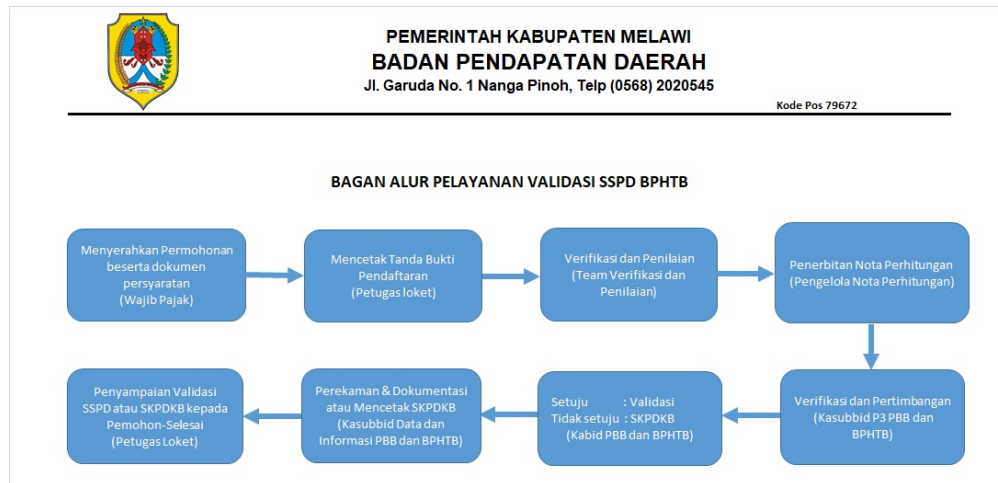 PEMERINTAH KABUPATEN MELAWI
BADAN PENDAPATAN DAERAH
Jl. Garuda No. 1 Nanga Pinoh, Telp (0568) 2020545
Kode Pos 79672
BAGAN ALUR PELAYANAN VALIDASI SSPD BPHTB
Menyerahkan Permohonan
beserta dokumen
persyaratan
(Wajib Pajak)
Mencetak Tanda Bukti
Pendaftaran
(Petugas loket)
Verifikasi dan Penilaian
(Team Verifikasi dan
Penilaian)
Penerbitan Nota Perhitungan
(Pengelola Nota Perhitungan)
Verifikasi dan Pertimbangan
(Kasubbid P3 PBB dan
BPHTB)
Setuju : Validasi
Tidak setuju : SKPDKB
(Kabid PBB dan BPHTB)
Perekaman & Dokumentasi
atau Mencetak SKPDKB
(Kasubbid Data dan
Informasi PBB dan BPHTB)
Penyampaian Validasi
SSPD atau SKPDKB kepada
Pemohon-Selesai
(Petugas Loket)